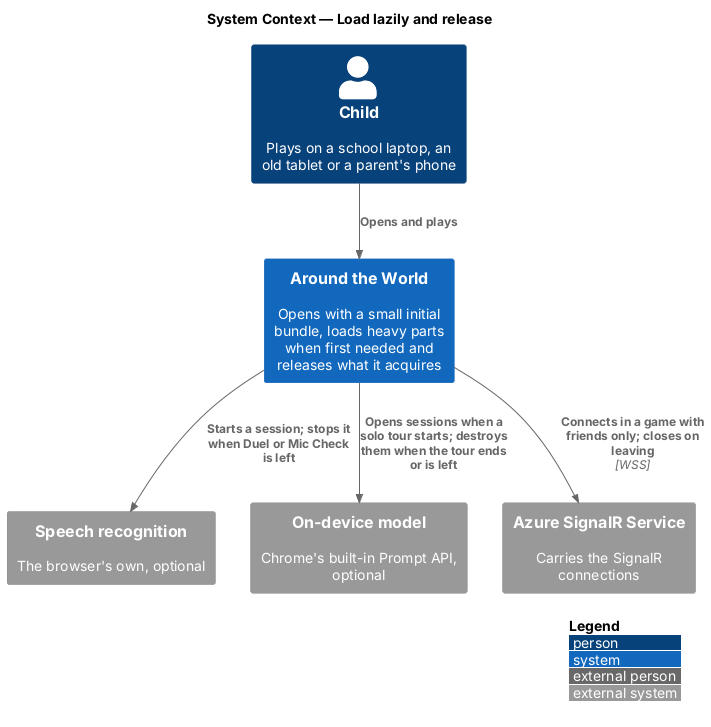 System Context — Load lazily and release
Child
Plays on a school laptop, an
old tablet or a parent's phone
Opens and plays
Around the World
Opens with a small initial
bundle, loads heavy parts
when first needed and
releases what it acquires
Starts a session; stops it
when Duel or Mic Check
is left
Opens sessions when a
solo tour starts; destroys
them when the tour ends
or is left
Connects in a game with
friends only; closes on
leaving
[WSS]
Speech recognition
The browser's own, optional
On-device model
Chrome's built-in Prompt API,
optional
Azure SignalR Service
Carries the SignalR
connections
Legend
person
system
external person
external system